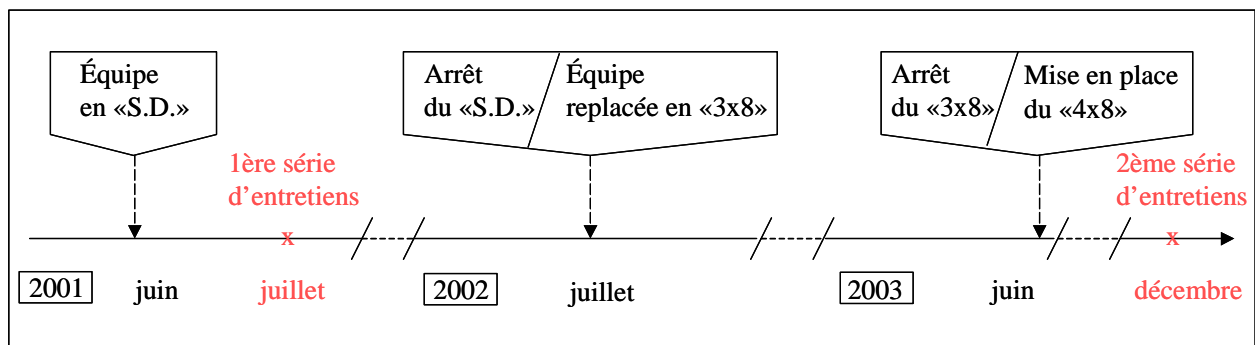 Équipe
en «S.D.»
Arrêt
du «S.D.»
Équipe
replacée en «3x8»
Arrêt
du «3x8»
Mise en place
du «4x8»
1ère série
d’entretiens
2ème série
d’entretiens
x
x
2001 juin juillet 2002 juillet 2003 juin décembre